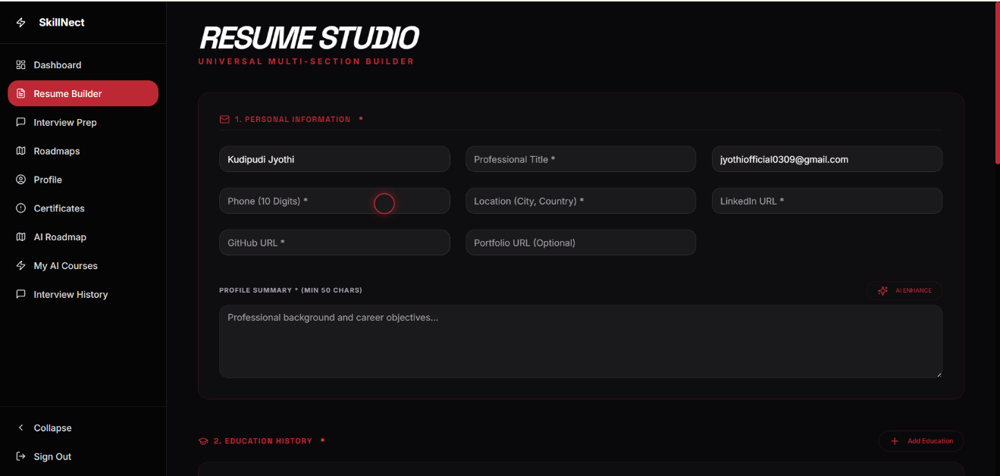 SkillNect
Dashboard
Resume Builder
Interview Prep
Roadmaps
Profile
Certificates
AI Roadmap
My AI Courses
Interview History
Collapse
Sign Out
RESUME STUDIO
UNIVERSAL MULTI-SECTION BUILDER
1. PERSONAL INFORMATION *
Kudipudi Jyothi
Professional Title *
jyothiofficial0309@gmail.com
Phone (10 Digits) *
Location (City, Country) *
LinkedIn URL *
GitHub URL *
Portfolio URL (Optional)
PROFILE SUMMARY * (MIN 50 CHARS)
AI ENHANCE
Professional background and career objectives...
2. EDUCATION HISTORY *
+ Add Education